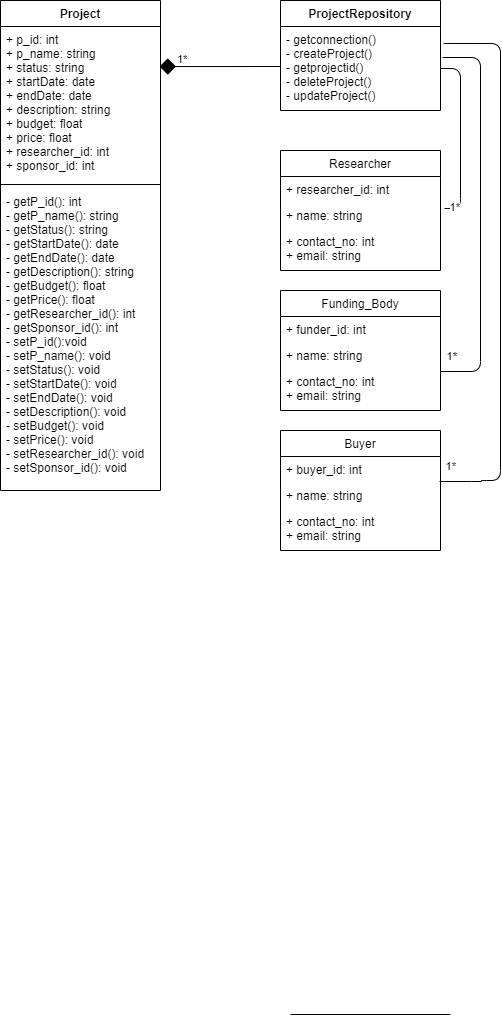 Project
+ p_id: int
+ p_name: string
+ status: string
+ startDate: date
+ endDate: date
+ description: string
+ budget: float
+ price: float
+ researcher_id: int
+ sponsor_id: int
- getP_id(): int
- getP_name(): string
- getStatus(): string
- getStartDate(): date
- getEndDate(): date
- getDescription(): string
- getBudget(): float
- getPrice(): float
- getResearcher_id(): int
- getSponsor_id(): int
- setP_id():void
- setP_name(): void
- setStatus(): void
- setStartDate(): void
- setEndDate(): void
- setDescription(): void
- setBudget(): void
- setPrice(): void
- setResearcher_id(): void
- setSponsor_id(): void
1*
ProjectRepository
- getconnection()
- createProject()
- getprojectid()
- deleteProject()
- updateProject()
Researcher
+ researcher_id: int
+ name: string
+ contact_no: int
+ email: string
1*
Funding_Body
+ funder_id: int
+ name: string
+ contact_no: int
+ email: string
1*
Buyer
+ buyer_id: int
+ name: string
+ contact_no: int
+ email: string
1*